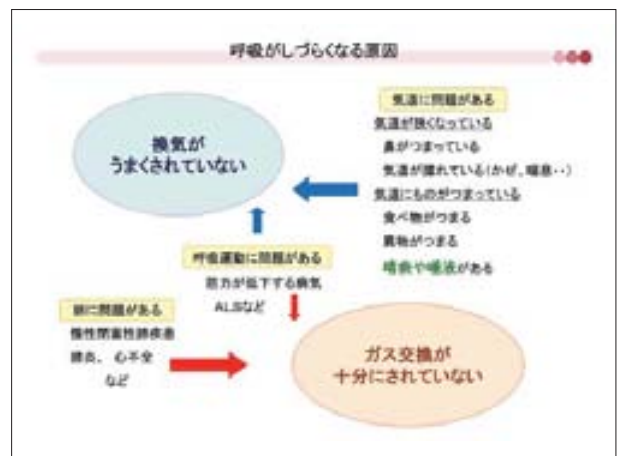 呼吸がしづらくなる原因
換気が
うまくされていない
気道に問題がある
気道が狭くなっている
鼻がつまっている
気道が腫れている(かぜ、喘息・・)
気道にものがつまっている
食べ物がつまる
異物がつまる
喀痰や唾液がある
呼吸運動に問題がある
筋力が低下する病気
ALSなど
肺に問題がある
慢性閉塞性肺疾患
肺炎、心不全
など
ガス交換が
十分にされていない